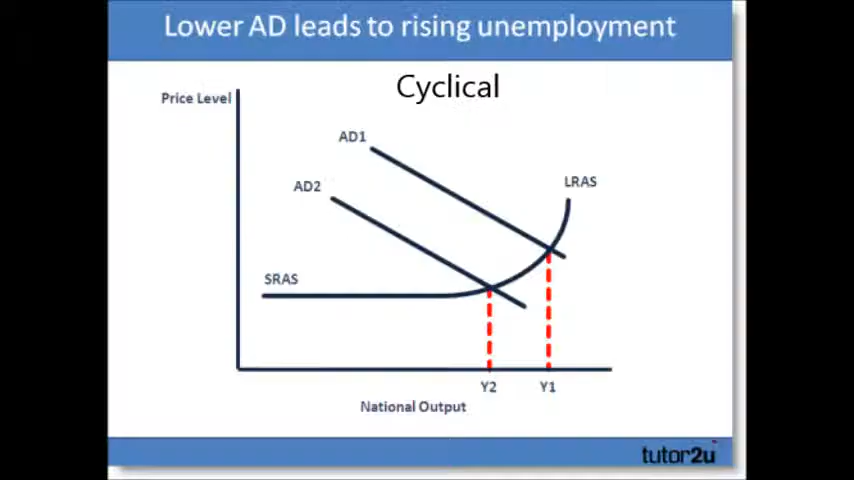 Lower AD leads to rising unemployment
Cyclical
Price Level
AD1
LRAS
AD2
SRAS
Y2
Y1
National Output
tutor2u